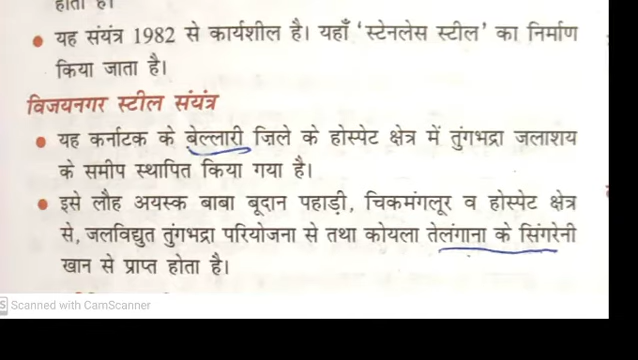 होता है।
यह संयंत्र 1982 से कार्यशील है। यहाँ ‘स्टेनलेस स्टील’ का निर्माण
किया जाता है।
विजयनगर स्टील संयंत्र
यह कर्नाटक के बेल्लारी ज़िले के होस्पेट क्षेत्र में तुंगभद्रा जलाशय
के समीप स्थापित किया गया है।
इसे लौह अयस्क बाबा बूदान पहाड़ी, चिकमंगलूर व होस्पेट क्षेत्र
से, जलविद्युत तुंगभद्रा परियोजना से तथा कोयला तेलंगाना के सिंगरेनी
खान से प्राप्त होता है।
Scanned with CamScanner